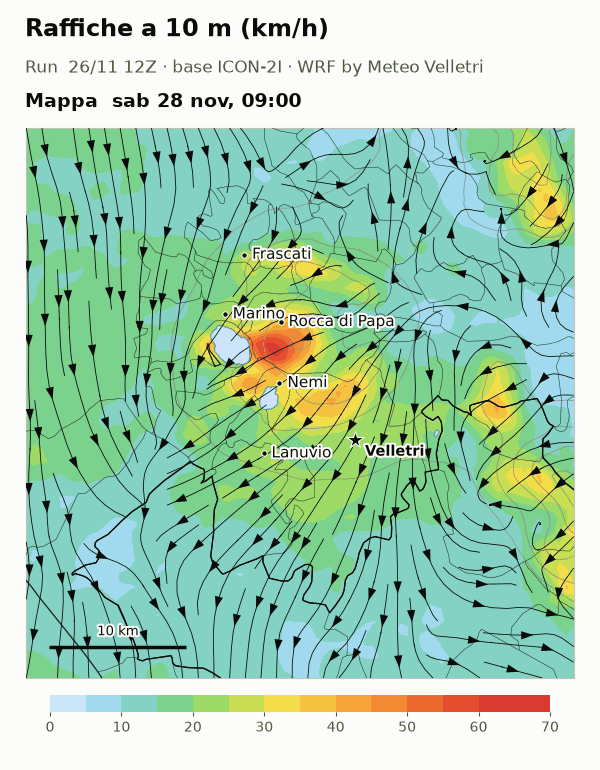 Raffiche a 10 m (km/h)
Run  26/11 12Z · base ICON-2I · WRF by Meteo Velletri
Mappa  sab 28 nov, 09:00
Frascati
Marino
Rocca di Papa
Nemi
Lanuvio
Velletri
10 km
0 10 20 30 40 50 60 70